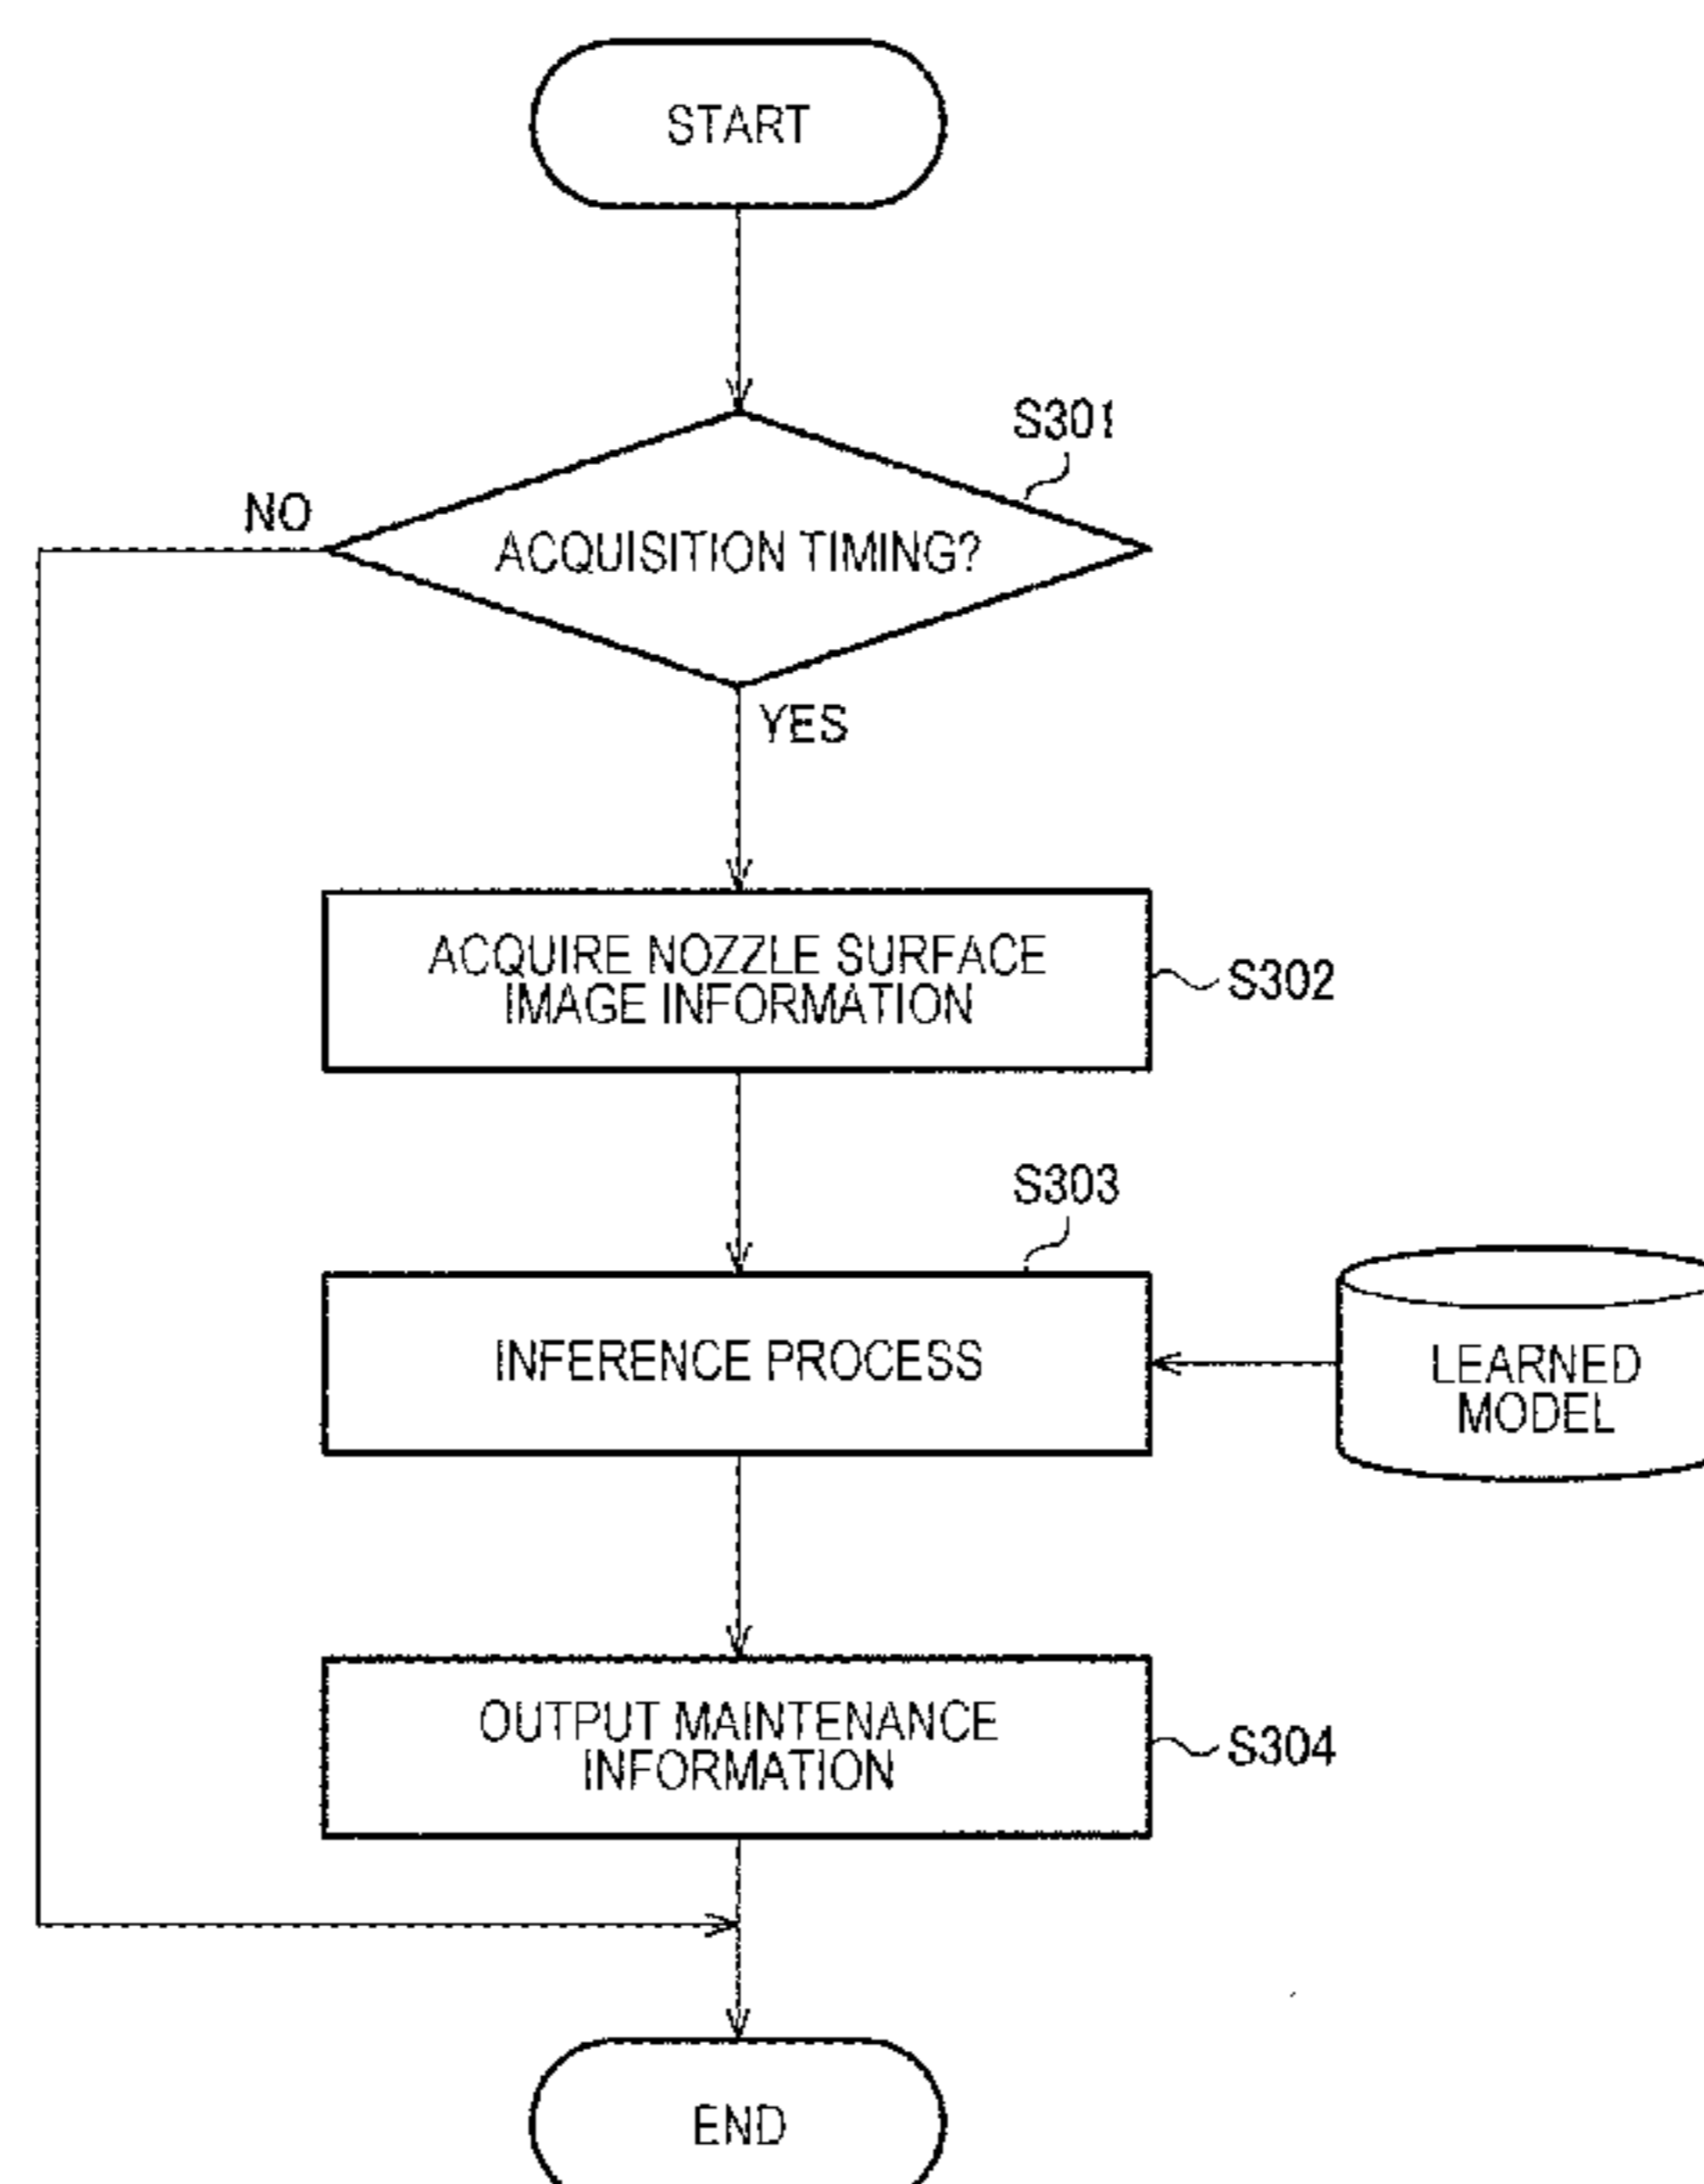 START
S301
NO
ACQUISITION TIMING?
YES
ACQUIRE NOZZLE SURFACE
IMAGE INFORMATION
S302
S303
INFERENCE PROCESS
LEARNED
MODEL
OUTPUT MAINTENANCE
INFORMATION
S304
END